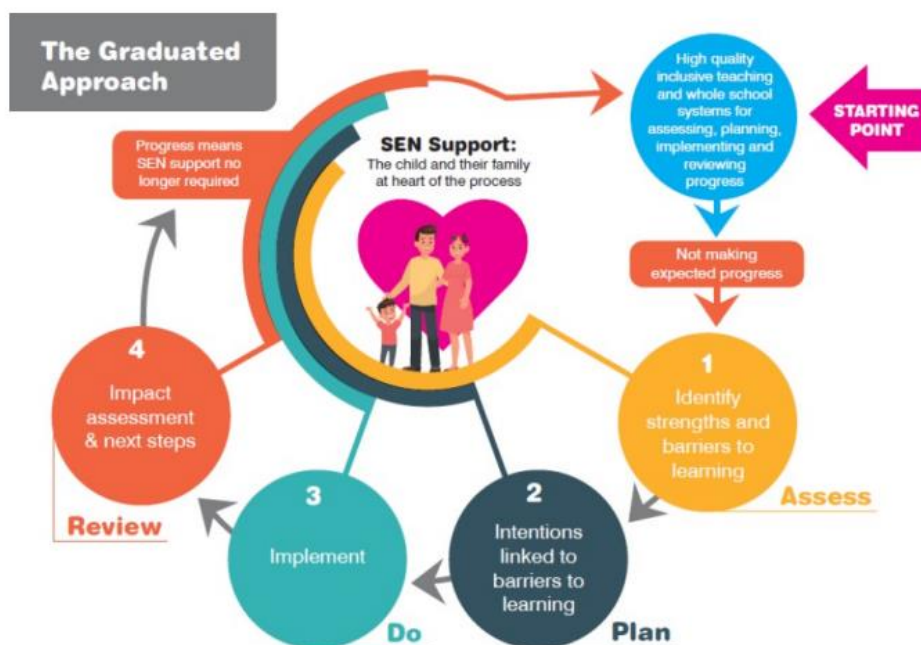 The Graduated
Approach
High quality
inclusive teaching
and whole school
systems for
assessing, planning,
implementing and
reviewing
progress
STARTING
POINT
SEN Support:
The child and their family
at heart of the process
Progress means
SEN support no
longer required
Not making
expected progress
1
Identify
strengths and
barriers to
learning
Assess
2
Intentions
linked to
barriers to
learning
Plan
3
Implement
Do
4
Impact
assessment
& next steps
Review